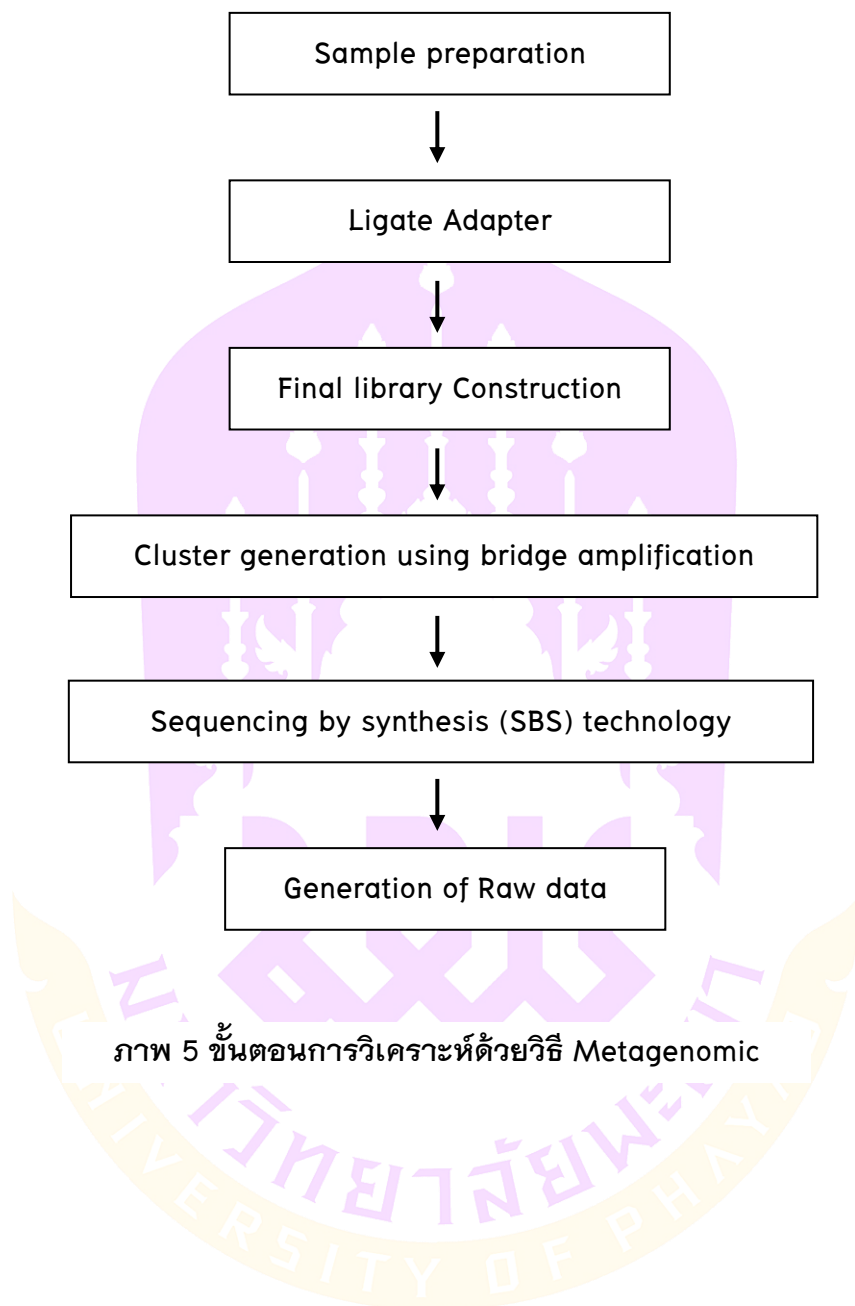 Sample preparation
Ligate Adapter
Final library Construction
Cluster generation using bridge amplification
Sequencing by synthesis (SBS) technology
Generation of Raw data
ภาพ 5 ขั้นตอนการวิเคราะห์ด้วยวิธี Metagenomic